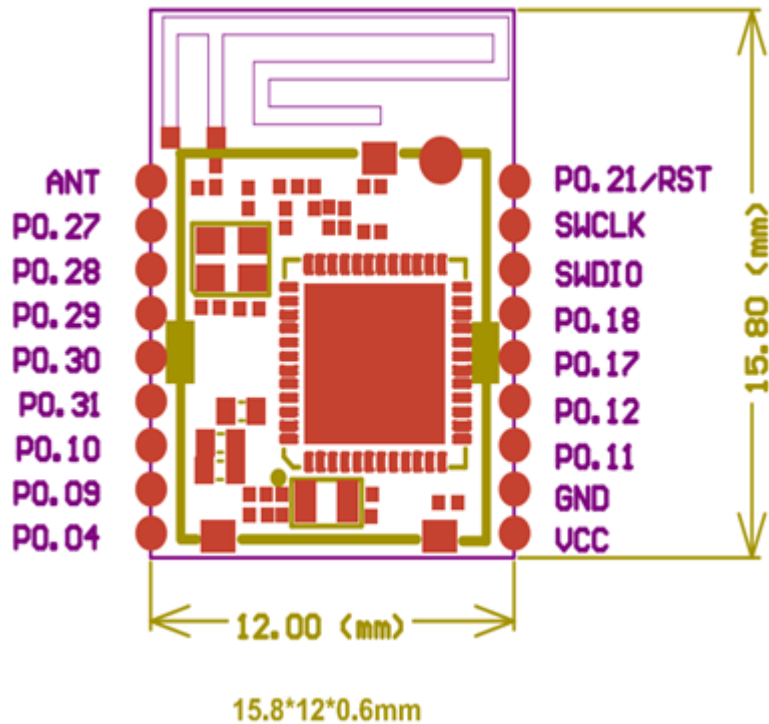 ANT
P0.27
P0.28
P0.29
P0.30
P0.31
P0.10
P0.09
P0.04
P0.21/RST
SWCLK
SWDIO
P0.18
P0.17
P0.12
P0.11
GND
VCC
15.80 (mm)
12.00 (mm)
15.8*12*0.6mm